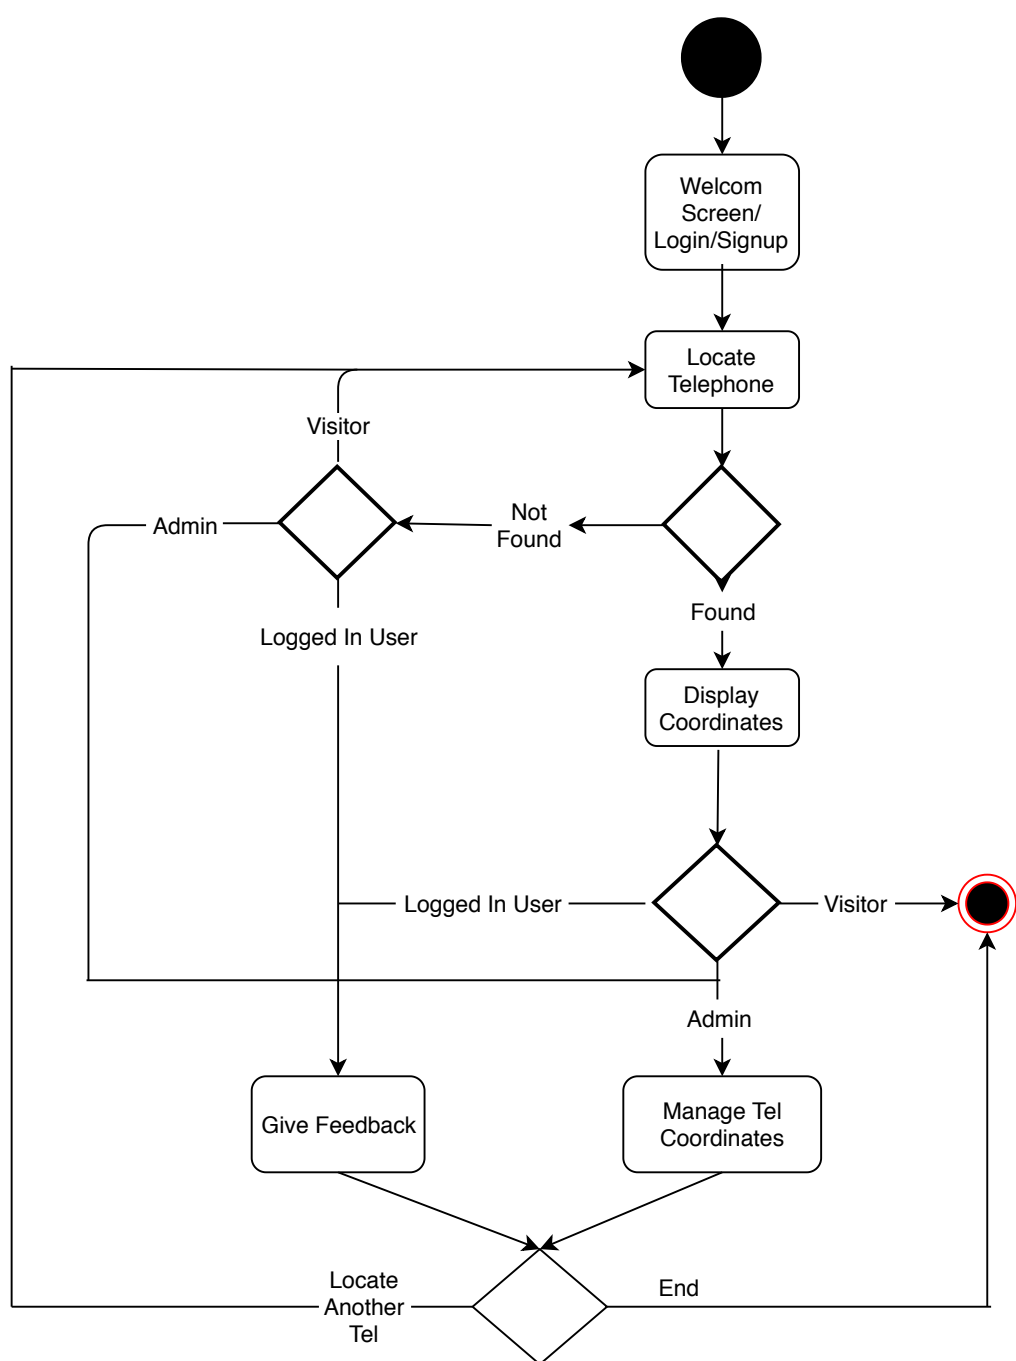 Welcom
Screen/
Login/Signup
Locate
Telephone
Visitor
Admin
Not
Found
Found
Logged In User
Display
Coordinates
Logged In User
Visitor
Admin
Give Feedback
Manage Tel
Coordinates
Locate
Another
Tel
End